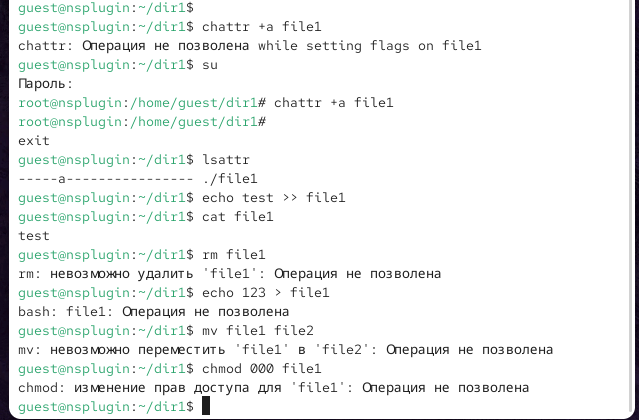 guest@nsplugin:~/dir1$
guest@nsplugin:~/dir1$ chattr +a file1
chattr: Операция не позволена while setting flags on file1
guest@nsplugin:~/dir1$ su
Пароль:
root@nsplugin:/home/guest/dir1# chattr +a file1
root@nsplugin:/home/guest/dir1#
exit
guest@nsplugin:~/dir1$ lsattr
-----a---------------- ./file1
guest@nsplugin:~/dir1$ echo test >> file1
guest@nsplugin:~/dir1$ cat file1
test
guest@nsplugin:~/dir1$ rm file1
rm: невозможно удалить 'file1': Операция не позволена
guest@nsplugin:~/dir1$ echo 123 > file1
bash: file1: Операция не позволена
guest@nsplugin:~/dir1$ mv file1 file2
mv: невозможно переместить 'file1' в 'file2': Операция не позволена
guest@nsplugin:~/dir1$ chmod 000 file1
chmod: изменение прав доступа для 'file1': Операция не позволена
guest@nsplugin:~/dir1$